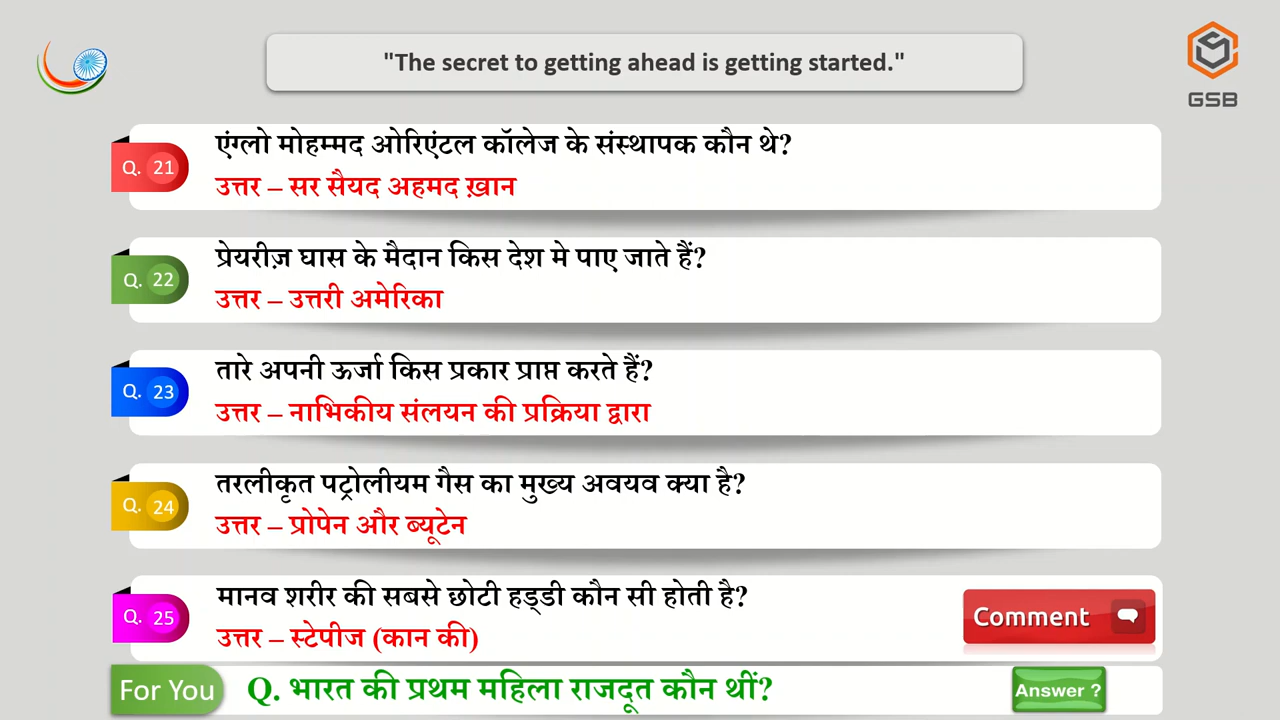 "The secret to getting ahead is getting started."
GSB
Q. 21
एंग्लो मोहम्मद ओरिएंटल कॉलेज के संस्थापक कौन थे?
उत्तर – सर सैयद अहमद ख़ान
Q. 22
प्रेयरीज़ घास के मैदान किस देश मे पाए जाते हैं?
उत्तर – उत्तरी अमेरिका
Q. 23
तारे अपनी ऊर्जा किस प्रकार प्राप्त करते हैं?
उत्तर – नाभिकीय संलयन की प्रक्रिया द्वारा
Q. 24
तरलीकृत पट्रोलीयम गैस का मुख्य अवयव क्या है?
उत्तर – प्रोपेन और ब्यूटेन
Q. 25
मानव शरीर की सबसे छोटी हड्डी कौन सी होती है?
उत्तर – स्टेपीज (कान की)
Comment
For You
Q. भारत की प्रथम महिला राजदूत कौन थीं?
Answer ?